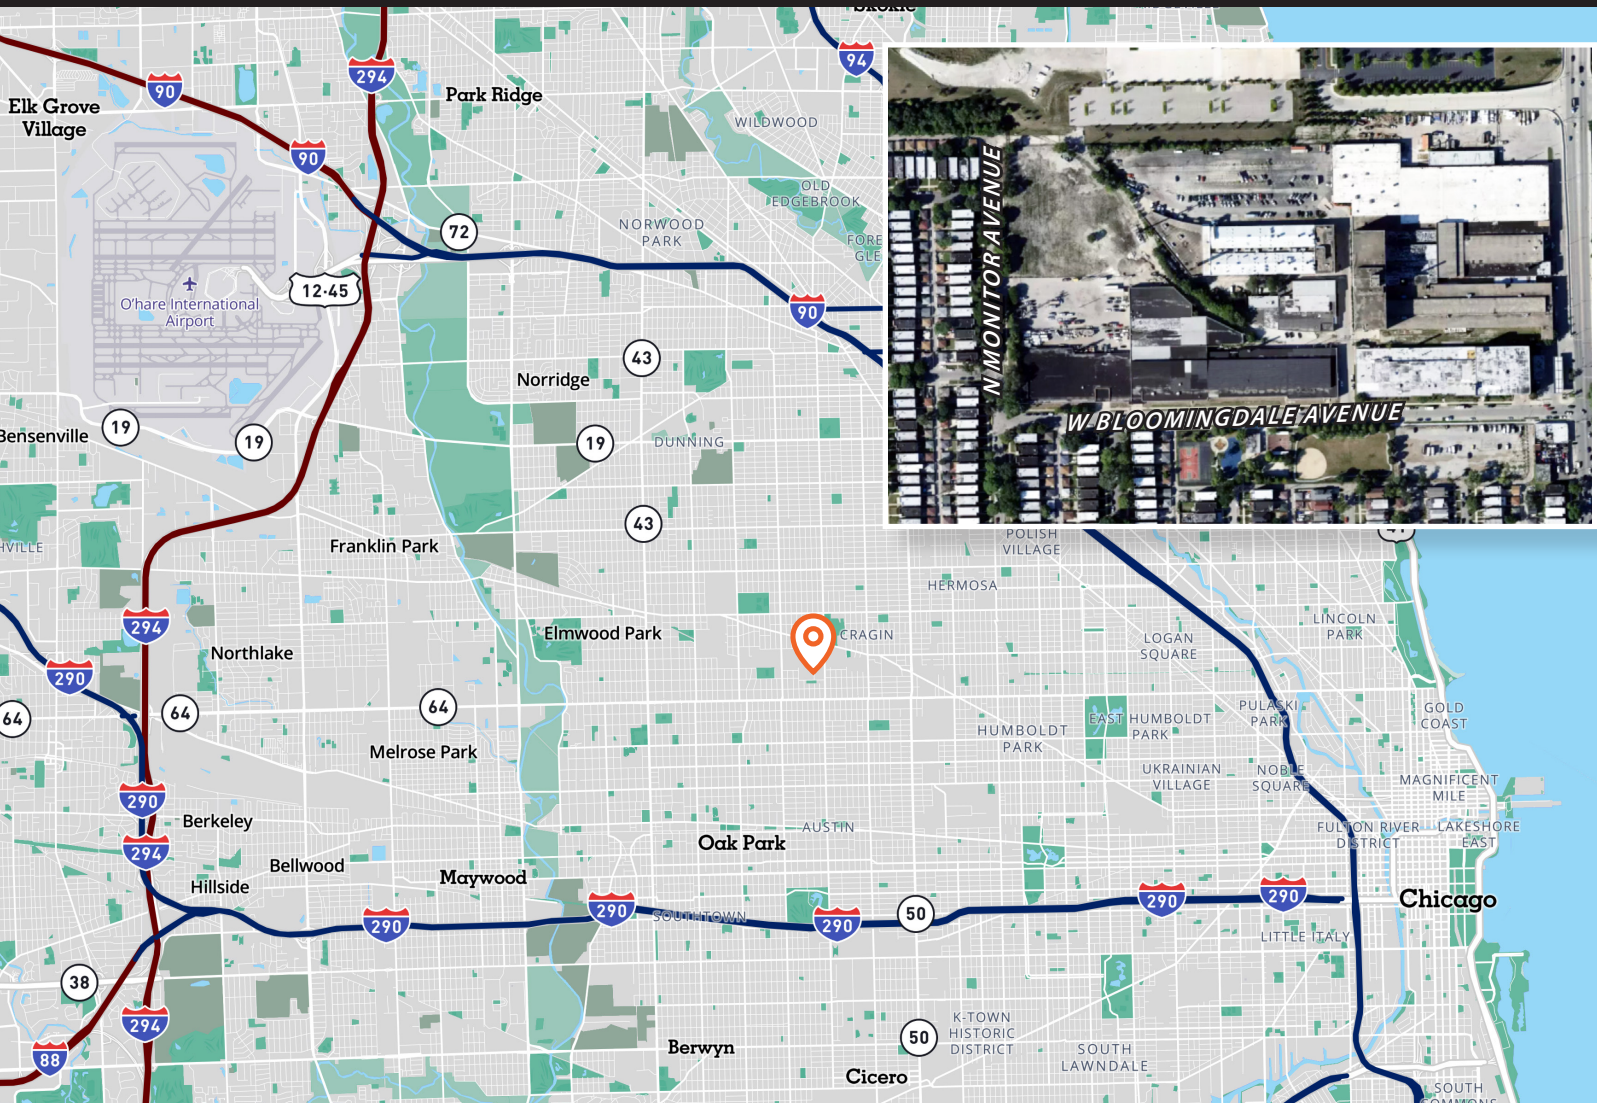 Skokie
94
294
90
Park Ridge
Elk Grove
Village
WILDWOOD
90
OLD
EDGEBROOK
N MONITOR AVENUE
72
NORWOOD
PARK
FORE
GLE
12·45
O'hare International
Airport
90
43
Norridge
W BLOOMINGDALE AVENUE
19
19
19
Bensenville
DUNNING
43
41
POLISH
VILLAGE
Franklin Park
HVILLE
HERMOSA
294
LINCOLN
PARK
Elmwood Park
CRAGIN
LOGAN
SQUARE
Northlake
290
64
64
64
PULASKI
PARK
GOLD
COAST
EAST HUMBOLDT
PARK
HUMBOLDT
PARK
Melrose Park
UKRAINIAN
VILLAGE
NOBLE
SQUARE
MAGNIFICENT
MILE
290
Berkeley
AUSTIN
FULTON RIVER
DISTRICT
LAKESHORE
EAST
Oak Park
294
Bellwood
Maywood
Hillside
290
290
290
290
290
50
SOUTHTOWN
Chicago
LITTLE ITALY
38
294
K-TOWN
HISTORIC
DISTRICT
50
Berwyn
SOUTH
LAWNDALE
88
Cicero
SOUTH
COMMONS